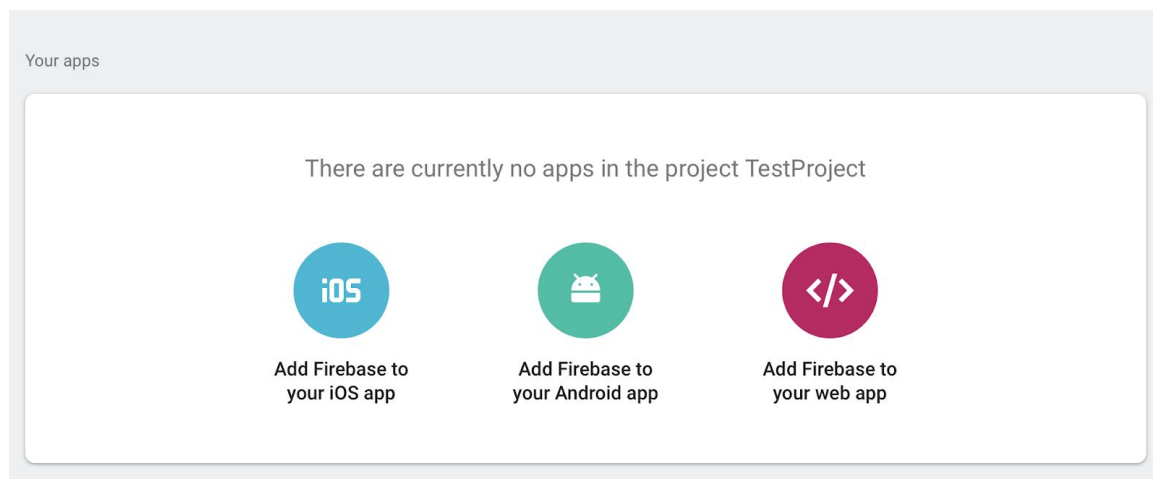 Your apps
There are currently no apps in the project TestProject
iOS
</>
Add Firebase to
your iOS app
Add Firebase to
your Android app
Add Firebase to
your web app